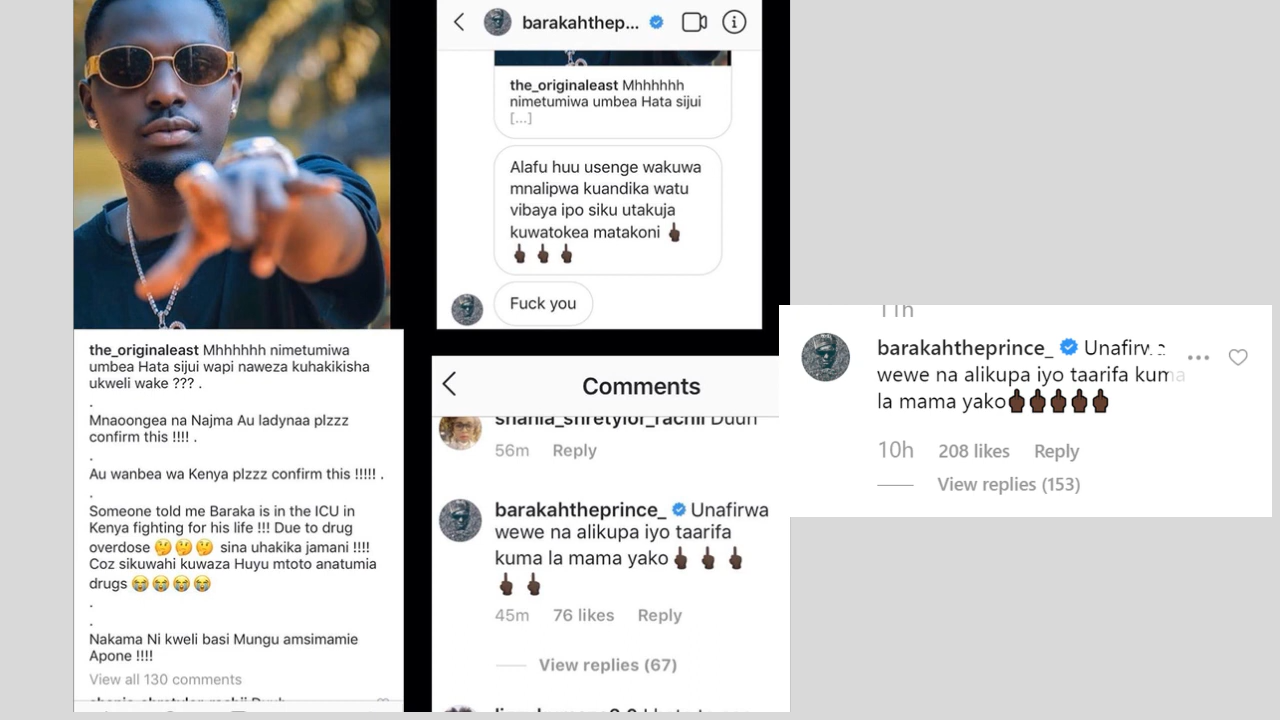 the_originaleast Mhhhhhh nimetumiwa
umbea Hata sijui wapi naweza kuhakikisha
ukweli wake ??? .
.
Mnaoongea na Najma Au ladynaa plzzz
confirm this !!!! .
.
Au wanbea wa Kenya plzzz confirm this !!!!! .
.
Someone told me Baraka is in the ICU in
Kenya fighting for his life !!! Due to drug
overdose 🤔🤔🤔 sina uhakika jamani !!!!
Coz sikuwahi kuwaza Huyu mtoto anatumia
drugs 😭😭😭😭
.
.
Nakama Ni kweli basi Mungu amsimamie
Apone !!!!
View all 130 comments
barakahthep...
the_originaleast Mhhhhhh
nimetumiwa umbea Hata sijui
[...]
Alafu huu usenge wakuwa
mnalipwa kuandika watu
vibaya ipo siku utakuja
kuwatokea matakoni 🖕🏿
🖕🏿 🖕🏿 🖕🏿
Fuck you
Comments
shania_shretylor_rachii Duuh
56m Reply
barakahtheprince_ Unafirwa
wewe na alikupa iyo taarifa
kuma la mama yako 🖕🏿 🖕🏿 🖕🏿
🖕🏿 🖕🏿
45m 76 likes Reply
View replies (67)
11h
barakahtheprince_ Unafirwa
wewe na alikupa iyo taarifa kuma
la mama yako🖕🏿🖕🏿🖕🏿🖕🏿🖕🏿
10h 208 likes Reply
View replies (153)